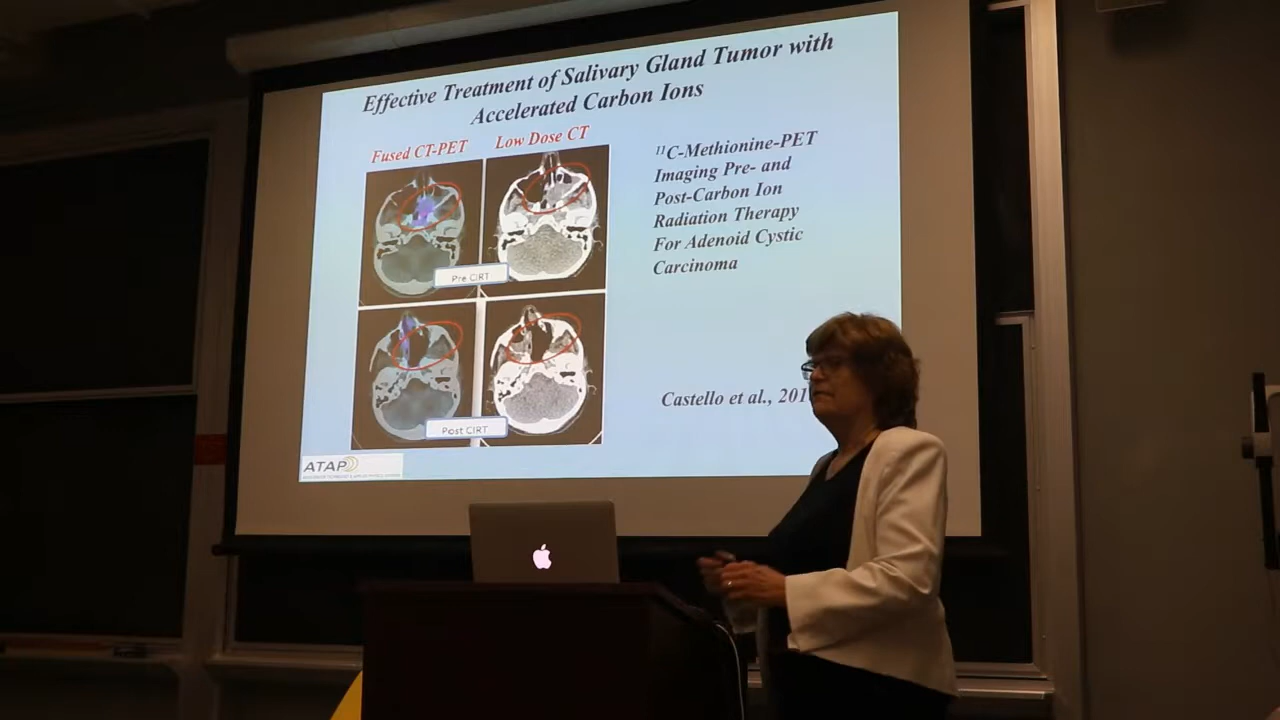 Effective Treatment of Salivary Gland Tumor with
Accelerated Carbon Ions
Fused CT-PET
Low Dose CT
Pre CIRT
Post CIRT
¹¹C-Methionine-PET
Imaging Pre- and
Post-Carbon Ion
Radiation Therapy
For Adenoid Cystic
Carcinoma
Castello et al., 201
ATAP